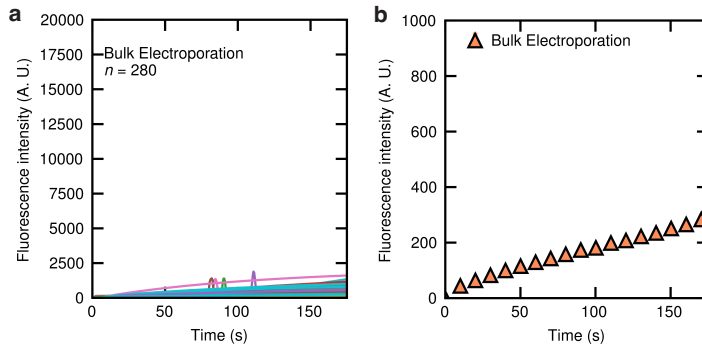 a
20000
17500
15000
12500
10000
7500
5000
2500
0
0
50
100
150
Fluorescence intensity (A. U.)
Time (s)
Bulk Electroporation
n = 280
b
1000
800
600
400
200
0
0
50
100
150
Fluorescence intensity (A. U.)
Time (s)
Bulk Electroporation